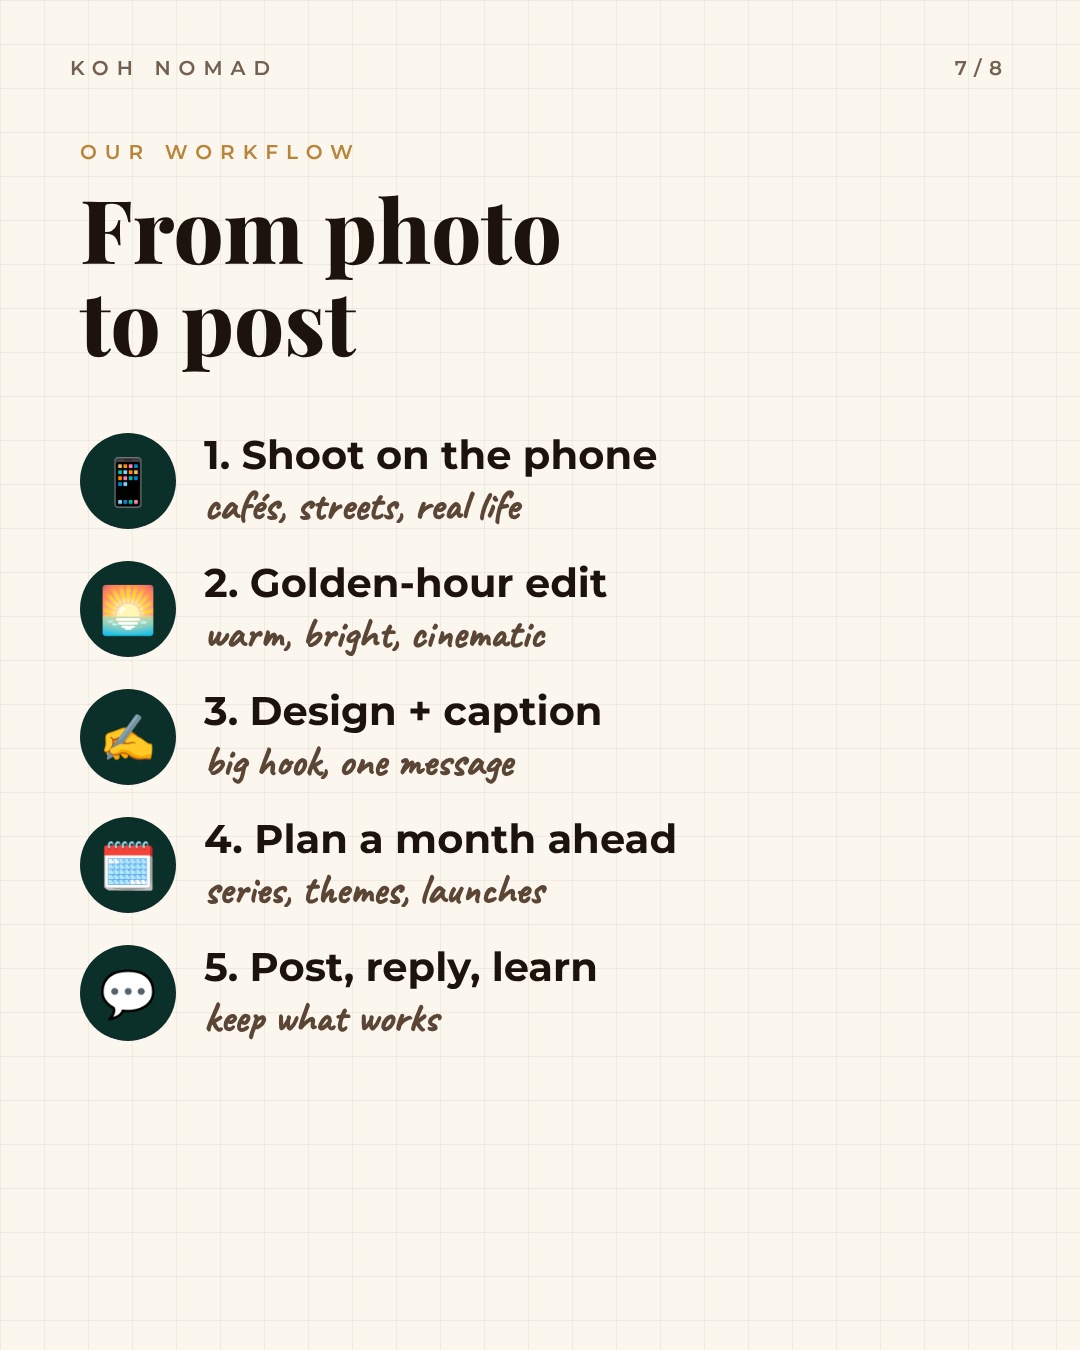 KOH NOMAD
7/8
OUR WORKFLOW
From photo
to post
1. Shoot on the phone
cafés, streets, real life
2. Golden-hour edit
warm, bright, cinematic
3. Design + caption
big hook, one message
4. Plan a month ahead
series, themes, launches
5. Post, reply, learn
keep what works